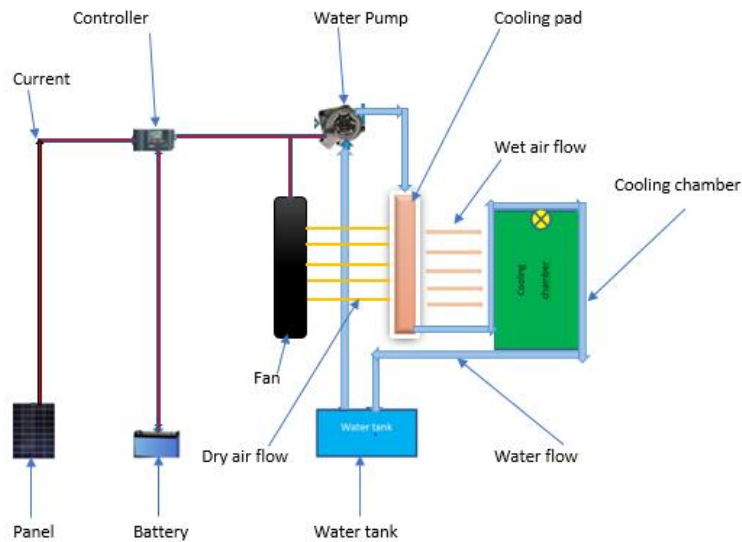 Water Pump
Cooling pad
Controller
Current
Wet air flow
Cooling chamber
Cooling
chamber
Fan
Water tank
Dry air flow
Water flow
Panel
Battery
Water tank